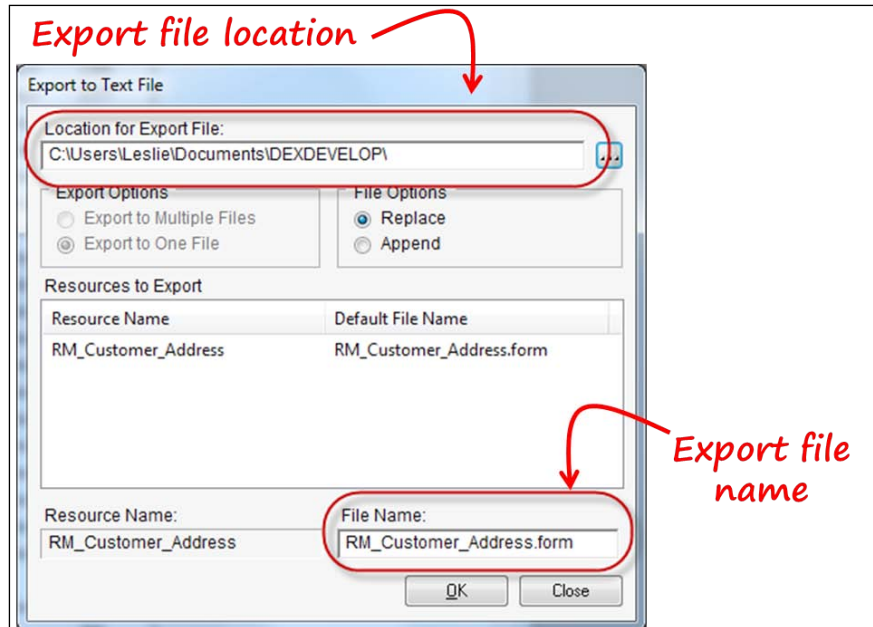 Export file location
Export to Text File
Location for Export File:
C:\Users\Leslie\Documents\DEXDEVELOP\
...
Export Options
File Options
Export to Multiple Files
Replace
Export to One File
Append
Resources to Export
Resource Name
Default File Name
RM_Customer_Address
RM_Customer_Address.form
Export file
name
Resource Name:
File Name:
RM_Customer_Address
RM_Customer_Address.form
OK
Close